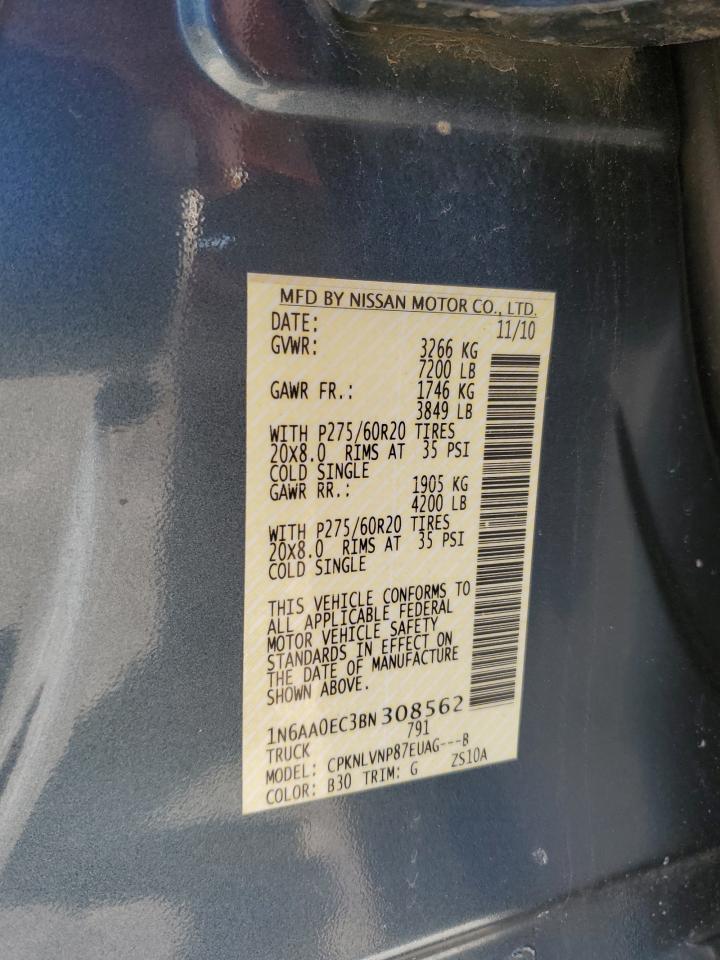 MFD BY NISSAN MOTOR CO., LTD.
DATE: 11/10
GVWR: 3266 KG
7200 LB
GAWR FR.: 1746 KG
3849 LB
WITH P275/60R20 TIRES
20X8.0 RIMS AT 35 PSI
COLD SINGLE
GAWR RR.: 1905 KG
4200 LB
WITH P275/60R20 TIRES
20X8.0 RIMS AT 35 PSI
COLD SINGLE
THIS VEHICLE CONFORMS TO
ALL APPLICABLE FEDERAL
MOTOR VEHICLE SAFETY
STANDARDS IN EFFECT ON
THE DATE OF MANUFACTURE
SHOWN ABOVE.
1N6AA0EC3BN308562
TRUCK 791
MODEL: CPKNLVNP87EUAG---B
COLOR: B30 TRIM: G ZS10A